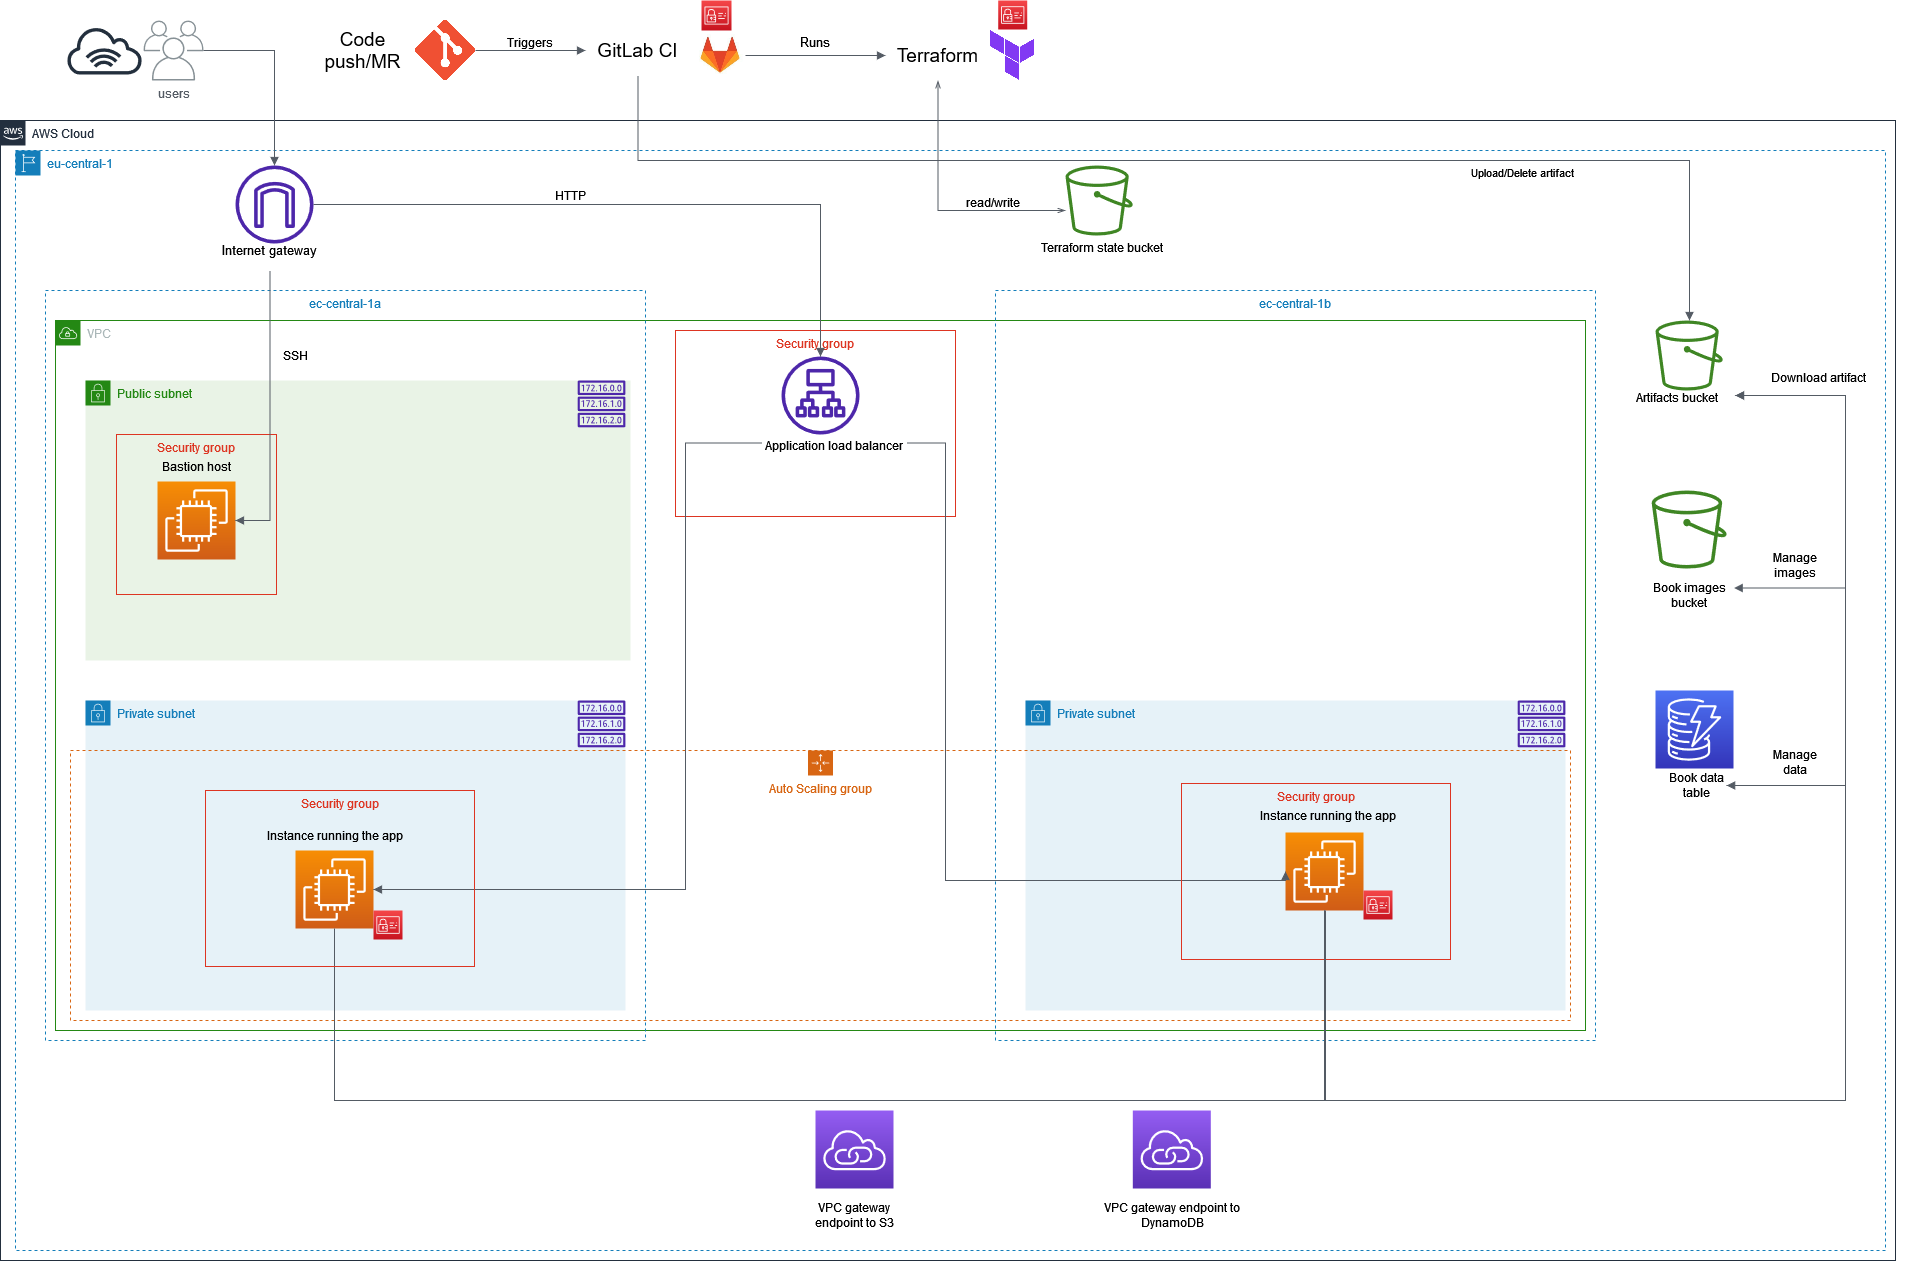 Code
push/MR
Triggers
GitLab CI
Runs
Terraform
users
aws
AWS Cloud
eu-central-1
Upload/Delete artifact
HTTP
read/write
Internet gateway
Terraform state bucket
ec-central-1a
ec-central-1b
VPC
Security group
SSH
Download artifact
Public subnet
172.16.0.0
172.16.1.0
172.16.2.0
Artifacts bucket
Security group
Bastion host
Application load balancer
Manage
images
Book images
bucket
Private subnet
172.16.0.0
172.16.1.0
172.16.2.0
Private subnet
172.16.0.0
172.16.1.0
172.16.2.0
Manage
data
Book data
table
Auto Scaling group
Security group
Instance running the app
Security group
Instance running the app
VPC gateway
endpoint to S3
VPC gateway endpoint to
DynamoDB